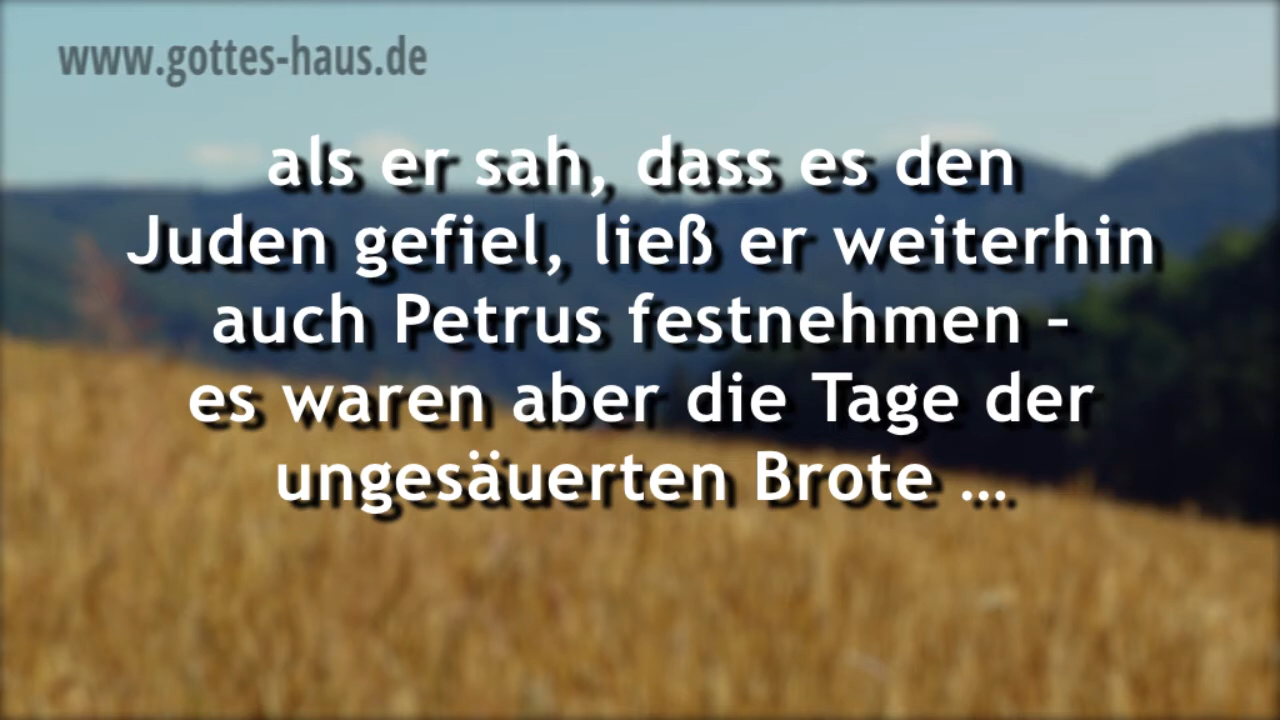 www.gottes-haus.de
als er sah, dass es den
Juden gefiel, ließ er weiterhin
auch Petrus festnehmen –
es waren aber die Tage der
ungesäuerten Brote ...